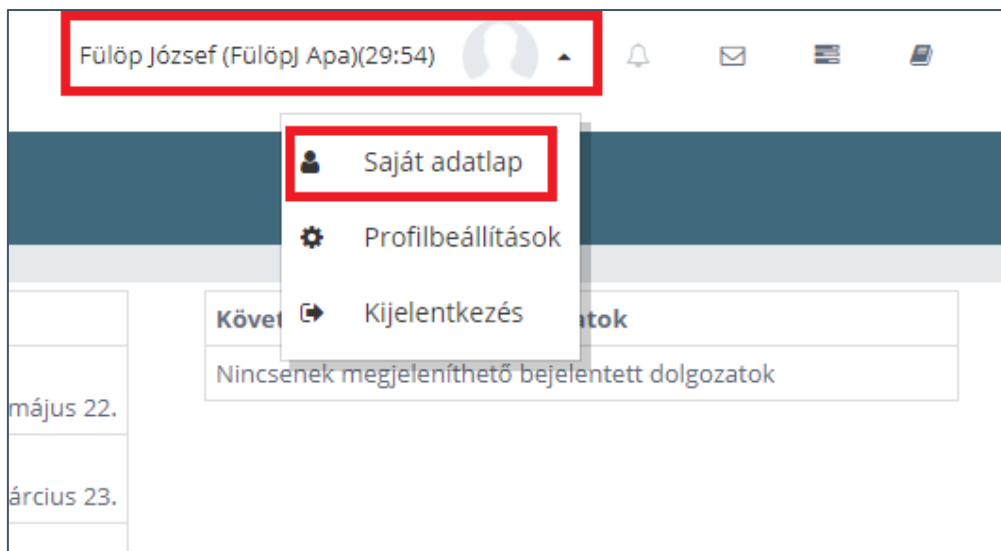 Fülöp József (FülöpJ Apa)(29:54)
Saját adatlap
Profilbeállítások
Kijelentkezés
Követ atok
Nincsenek megjeleníthető bejelentett dolgozatok
május 22.
árcius 23.